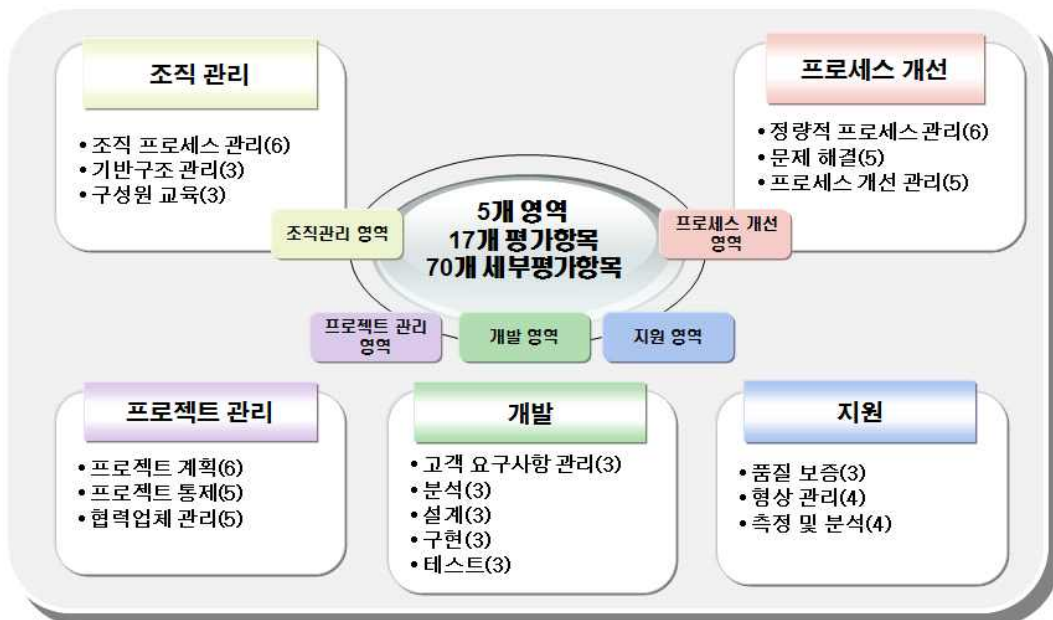 조직 관리
• 조직 프로세스 관리(6)
• 기반구조 관리(3)
• 구성원 교육(3)
프로세스 개선
• 정량적 프로세스 관리(6)
• 문제 해결(5)
• 프로세스 개선 관리(5)
5개 영역
17개 평가항목
70개 세부평가항목
조직관리 영역
프로세스 개선
영역
프로젝트 관리
영역
개발 영역
지원 영역
프로젝트 관리
• 프로젝트 계획(6)
• 프로젝트 통제(5)
• 협력업체 관리(5)
개발
• 고객 요구사항 관리(3)
• 분석(3)
• 설계(3)
• 구현(3)
• 테스트(3)
지원
• 품질 보증(3)
• 형상 관리(4)
• 측정 및 분석(4)